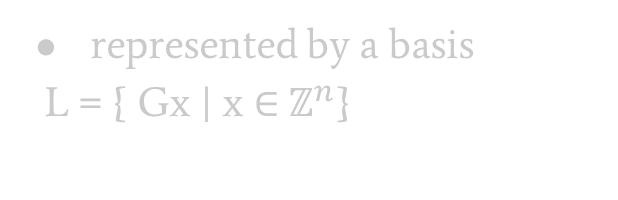 ● represented by a basis
L = { Gx | x ∈ ℤⁿ}